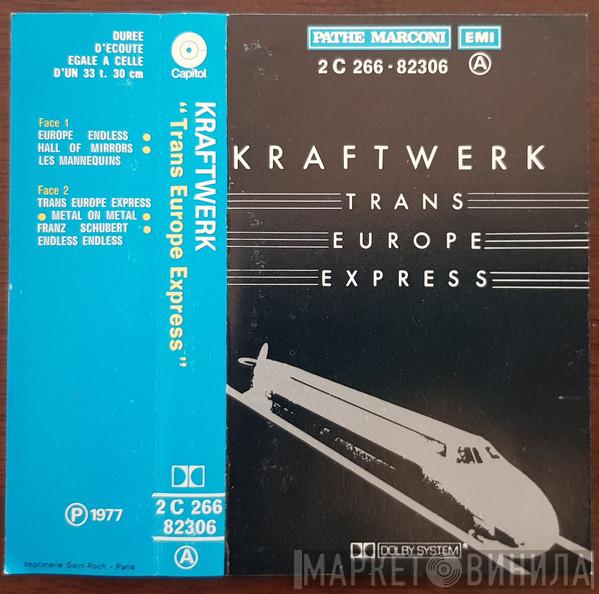 DUREE
D'ECOUTE
EGALE A CELLE
D'UN 33 t. 30 cm
Face 1
EUROPE ENDLESS ●
HALL OF MIRRORS ●
LES MANNEQUINS
Face 2
TRANS EUROPE EXPRESS
● METAL ON METAL ●
FRANZ SCHUBERT ●
ENDLESS ENDLESS
℗ 1977
Imprimerie Saint-Roch - Paris
Capitol
KRAFTWERK
"Trans Europe Express"
2 C 266
82306
A
PATHE MARCONI EMI
2 C 266 - 82306 A
KRAFTWERK
TRANS
EUROPE
EXPRESS
DOLBY SYSTEM
МАРКЕТ ВИНИЛА